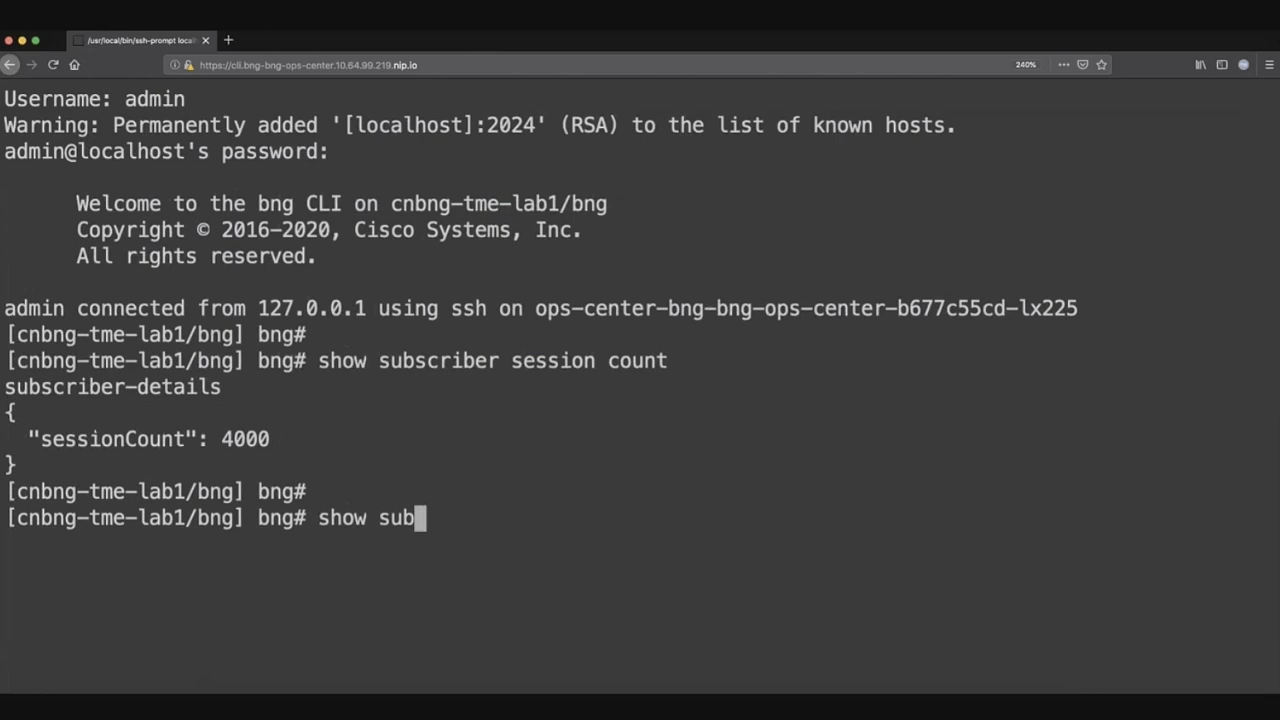 /usr/local/bin/ssh-prompt local
https://cli.bng-bng-ops-center.10.64.99.219.nip.io
240%
Username: admin
Warning: Permanently added '[localhost]:2024' (RSA) to the list of known hosts.
admin@localhost's password:
Welcome to the bng CLI on cnbng-tme-lab1/bng
Copyright © 2016-2020, Cisco Systems, Inc.
All rights reserved.
admin connected from 127.0.0.1 using ssh on ops-center-bng-bng-ops-center-b677c55cd-lx225
[cnbng-tme-lab1/bng] bng#
[cnbng-tme-lab1/bng] bng# show subscriber session count
subscriber-details
{
"sessionCount": 4000
}
[cnbng-tme-lab1/bng] bng#
[cnbng-tme-lab1/bng] bng# show sub